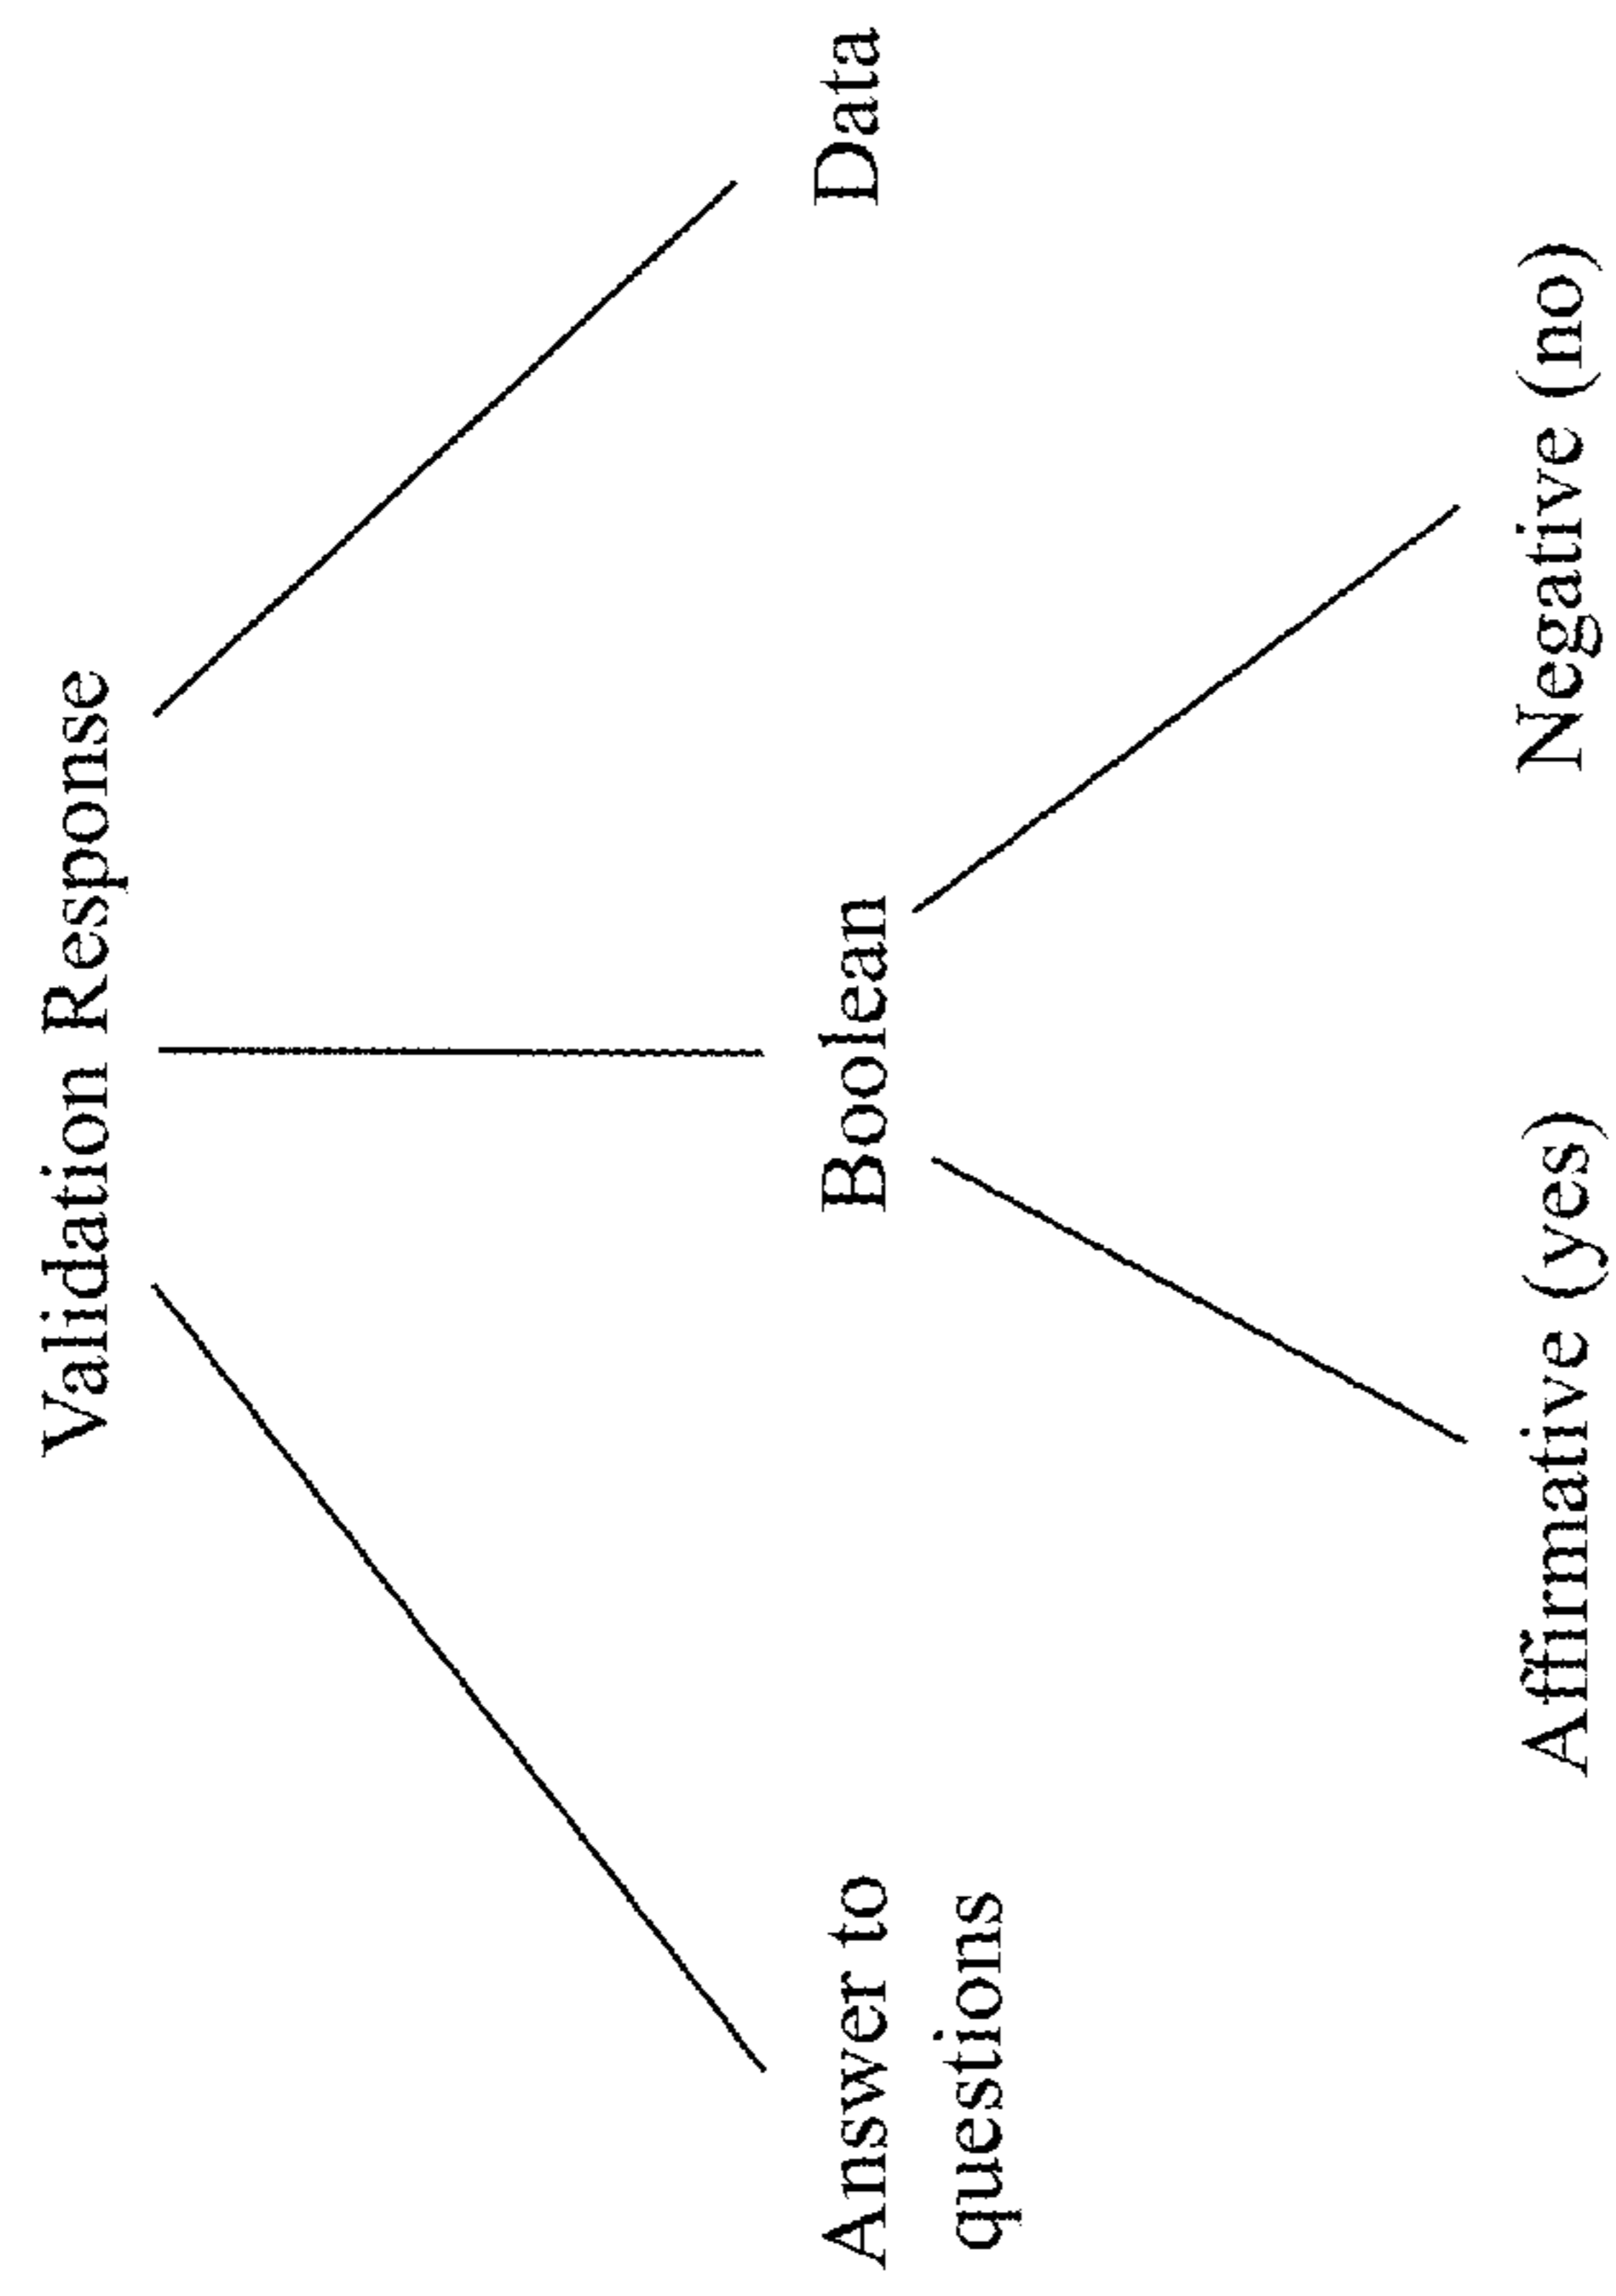 Validation Response
Answer to
questions
Boolean
Data
Affirmative (yes)
Negative (no)